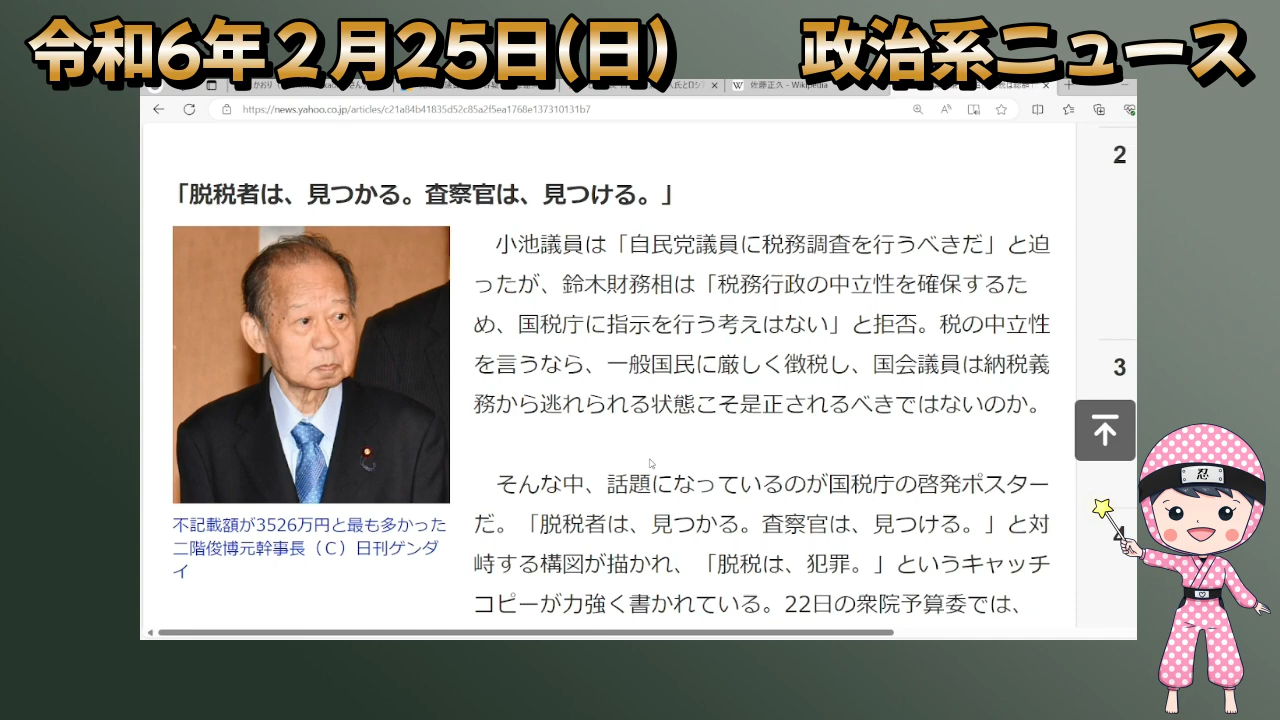 令和6年２月25日(日)　　政治系ニュース
佐藤正久 - Wikipedia
https://news.yahoo.co.jp/articles/c21a84b41835d52c85a2f5ea1768e137310131b7
2
「脱税者は、見つかる。査察官は、見つける。」
小池議員は「自民党議員に税務調査を行うべきだ」と迫
ったが、鈴木財務相は「税務行政の中立性を確保するた
め、国税庁に指示を行う考えはない」と拒否。税の中立性
を言うなら、一般国民に厳しく徴税し、国会議員は納税義
務から逃れられる状態こそ是正されるべきではないのか。
3
忍
そんな中、話題になっているのが国税庁の啓発ポスター
だ。「脱税者は、見つかる。査察官は、見つける。」と対
峙する構図が描かれ、「脱税は、犯罪。」というキャッチ
コピーが力強く書かれている。22日の衆院予算委では、
不記載額が3526万円と最も多かった
二階俊博元幹事長（C）日刊ゲンダ
イ